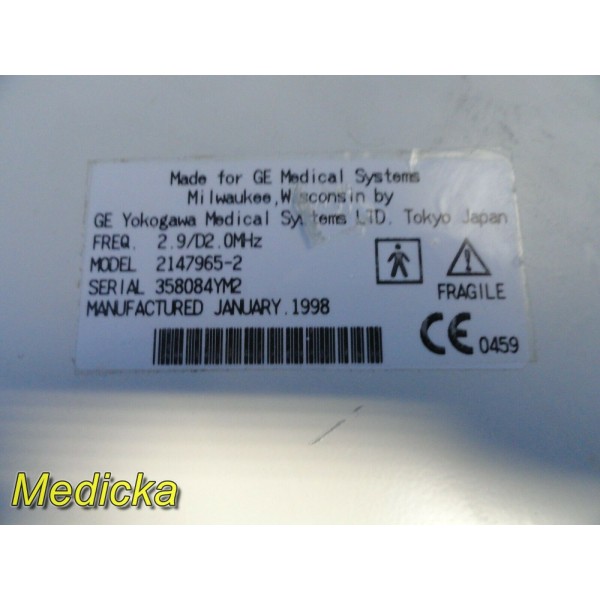 Made for GE Medical Systems
Milwaukee, Wisconsin by
GE Yokogawa Medical Systems LTD. Tokyo Japan
FREQ. 2.9/D2.0MHz
MODEL 2147965-2
SERIAL 358084YM2
MANUFACTURED JANUARY.1998
FRAGILE
CE 0459
Medicka